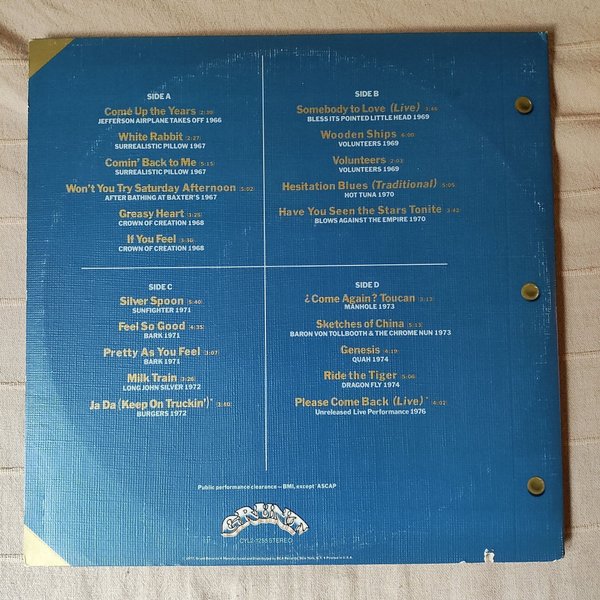 SIDE A
Come Up the Years 2:30
JEFFERSON AIRPLANE TAKES OFF 1966
White Rabbit 2:27
SURREALISTIC PILLOW 1967
Comin' Back to Me 5:15
SURREALISTIC PILLOW 1967
Won't You Try Saturday Afternoon 5:02
AFTER BATHING AT BAXTER'S 1967
Greasy Heart 3:25
CROWN OF CREATION 1968
If You Feel 3:30
CROWN OF CREATION 1968
SIDE B
Somebody to Love (Live) 3:46
BLESS ITS POINTED LITTLE HEAD 1969
Wooden Ships 6:00
VOLUNTEERS 1969
Volunteers 2:03
VOLUNTEERS 1969
Hesitation Blues (Traditional) 5:05
HOT TUNA 1970
Have You Seen the Stars Tonite 3:42
BLOWS AGAINST THE EMPIRE 1970
SIDE C
Silver Spoon 5:40
SUNFIGHTER 1971
Feel So Good 4:35
BARK 1971
Pretty As You Feel 3:07
BARK 1971
Milk Train 3:26
LONG JOHN SILVER 1972
Ja Da (Keep On Truckin')* 3:40
BURGERS 1972
SIDE D
¿Come Again? Toucan 3:13
MANHOLE 1973
Sketches of China 5:13
BARON VON TOLLBOOTH & THE CHROME NUN 1973
Genesis 4:19
QUAH 1974
Ride the Tiger 5:06
DRAGON FLY 1974
Please Come Back (Live)* 4:02
Unreleased Live Performance 1976
Public performance clearance—BMI, except *ASCAP
GRUNT
CYL2-1255 STEREO